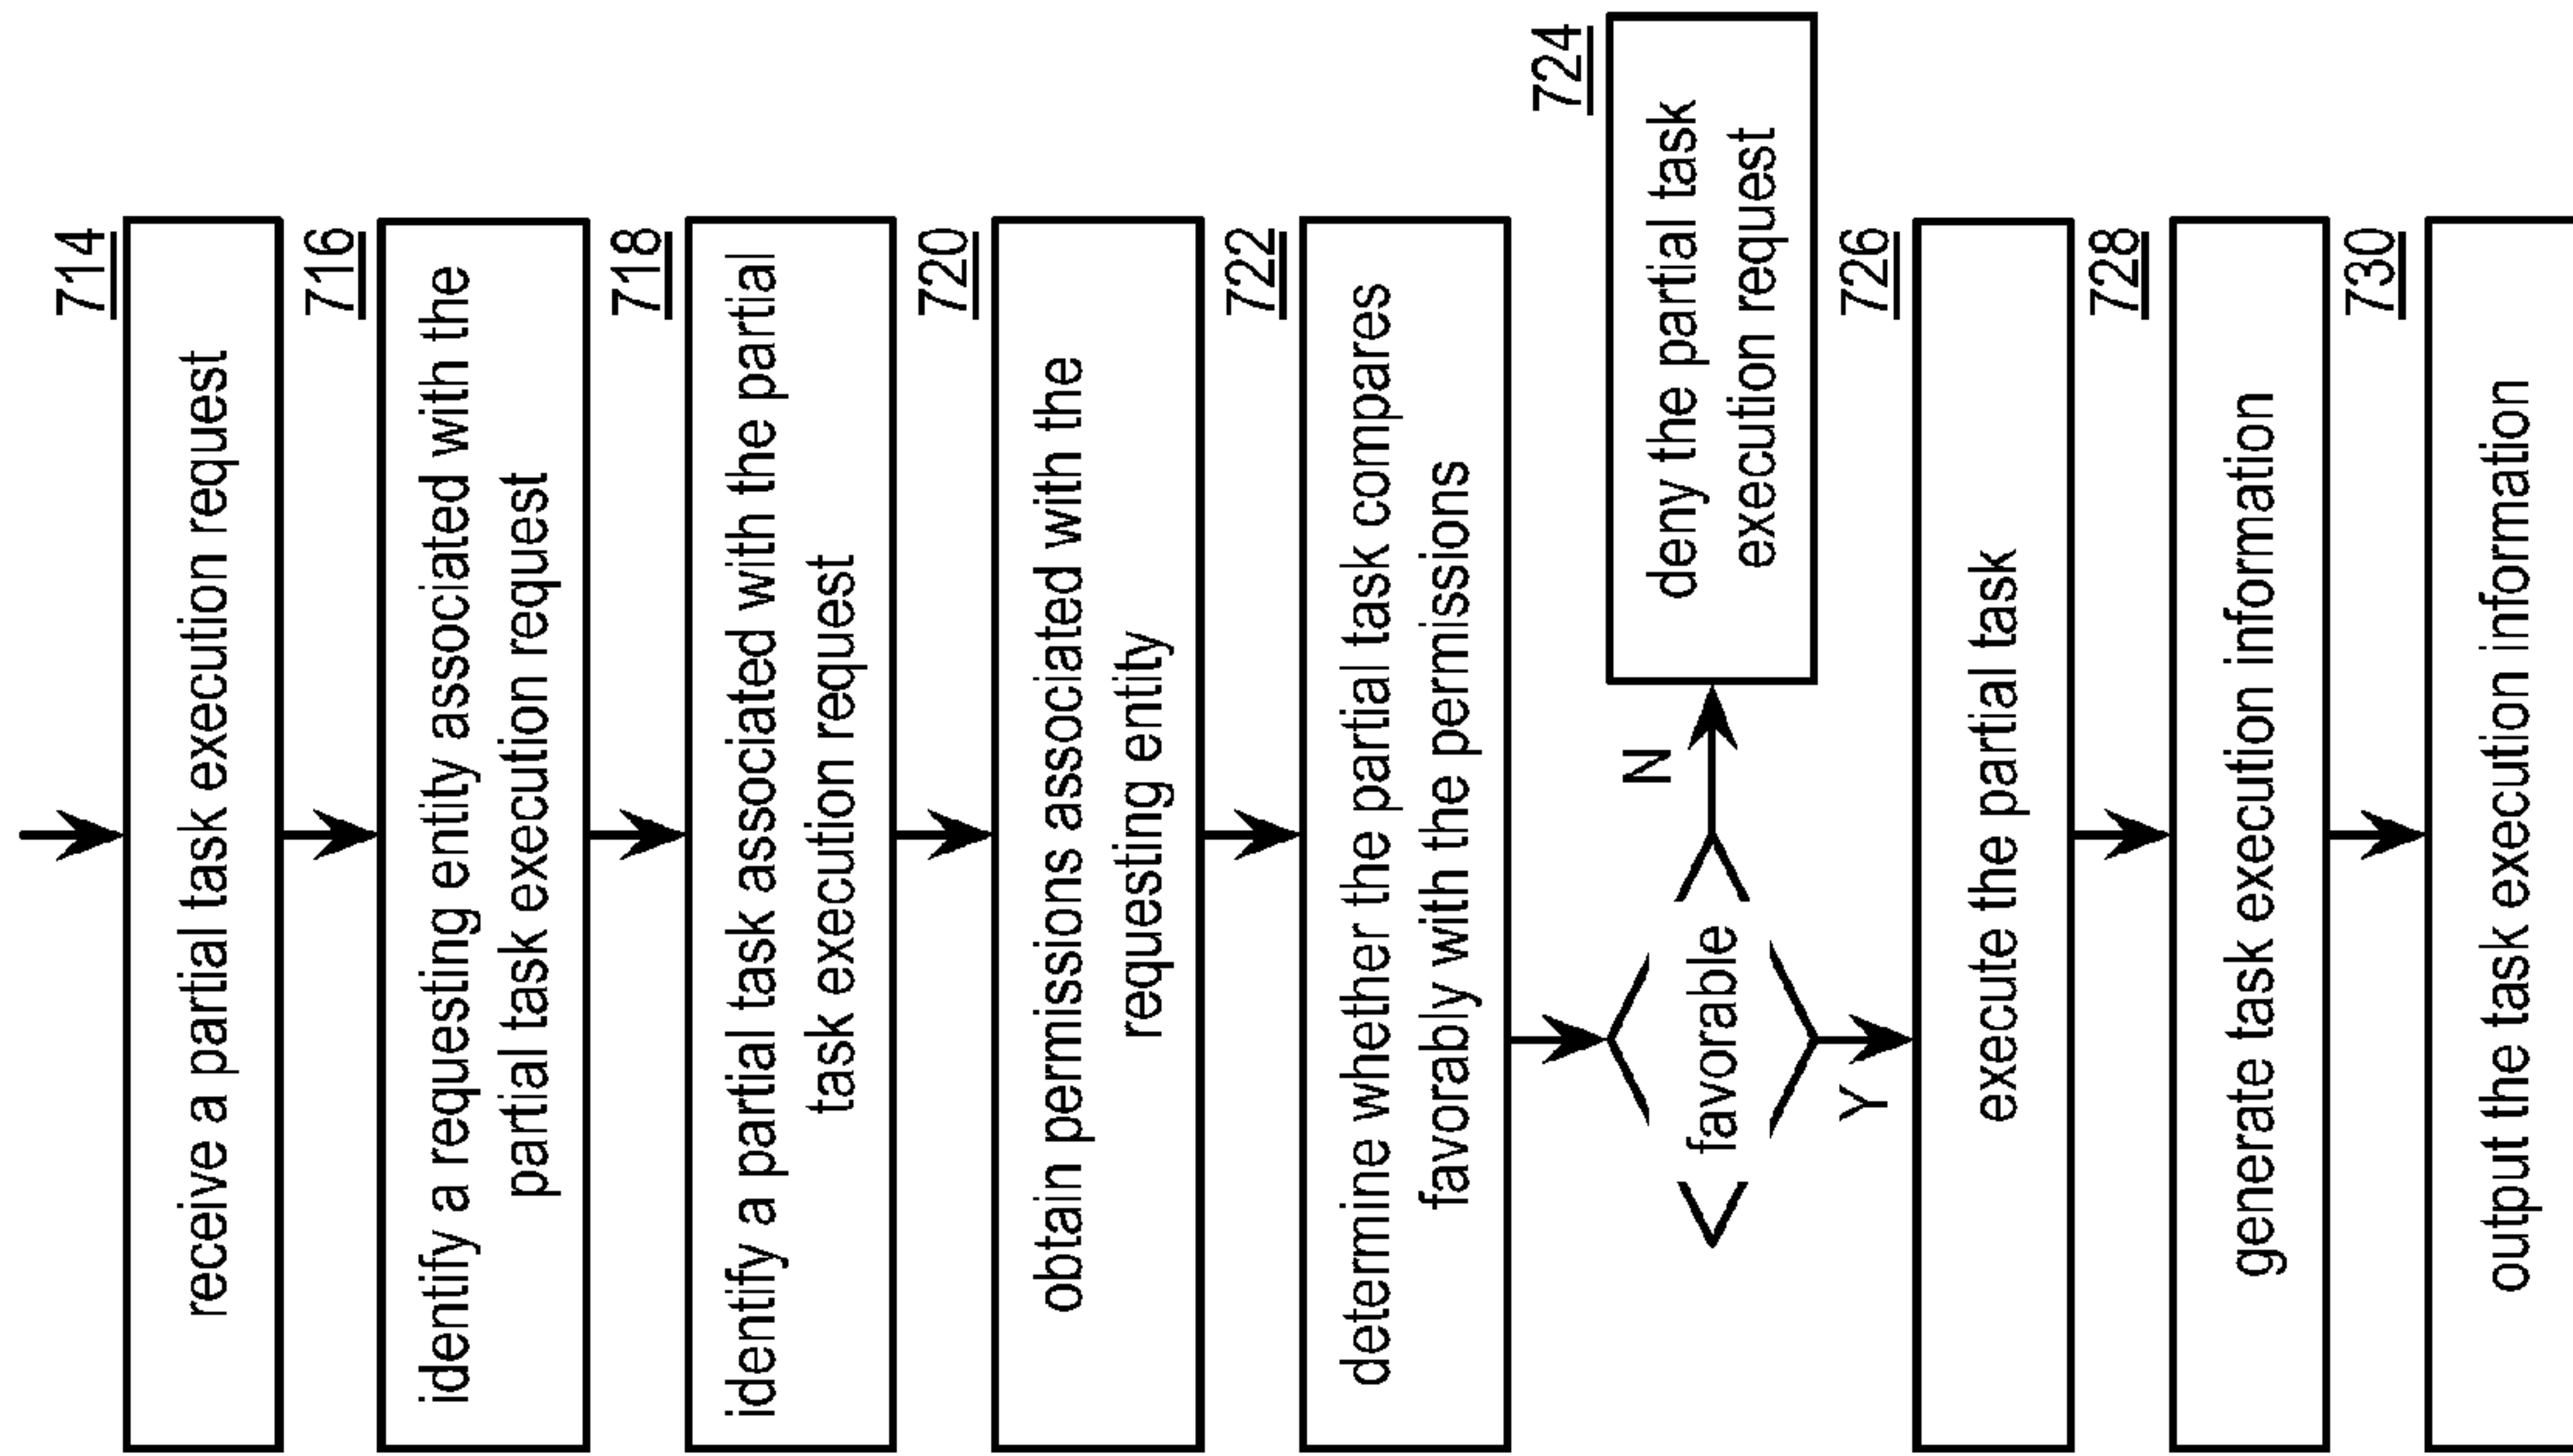 714
receive a partial task execution request
716
identify a requesting entity associated with the
partial task execution request
718
identify a partial task associated with the partial
task execution request
720
obtain permissions associated with the
requesting entity
722
determine whether the partial task compares
favorably with the permissions
favorable
N
724
deny the partial task
execution request
Y
726
execute the partial task
728
generate task execution information
730
output the task execution information